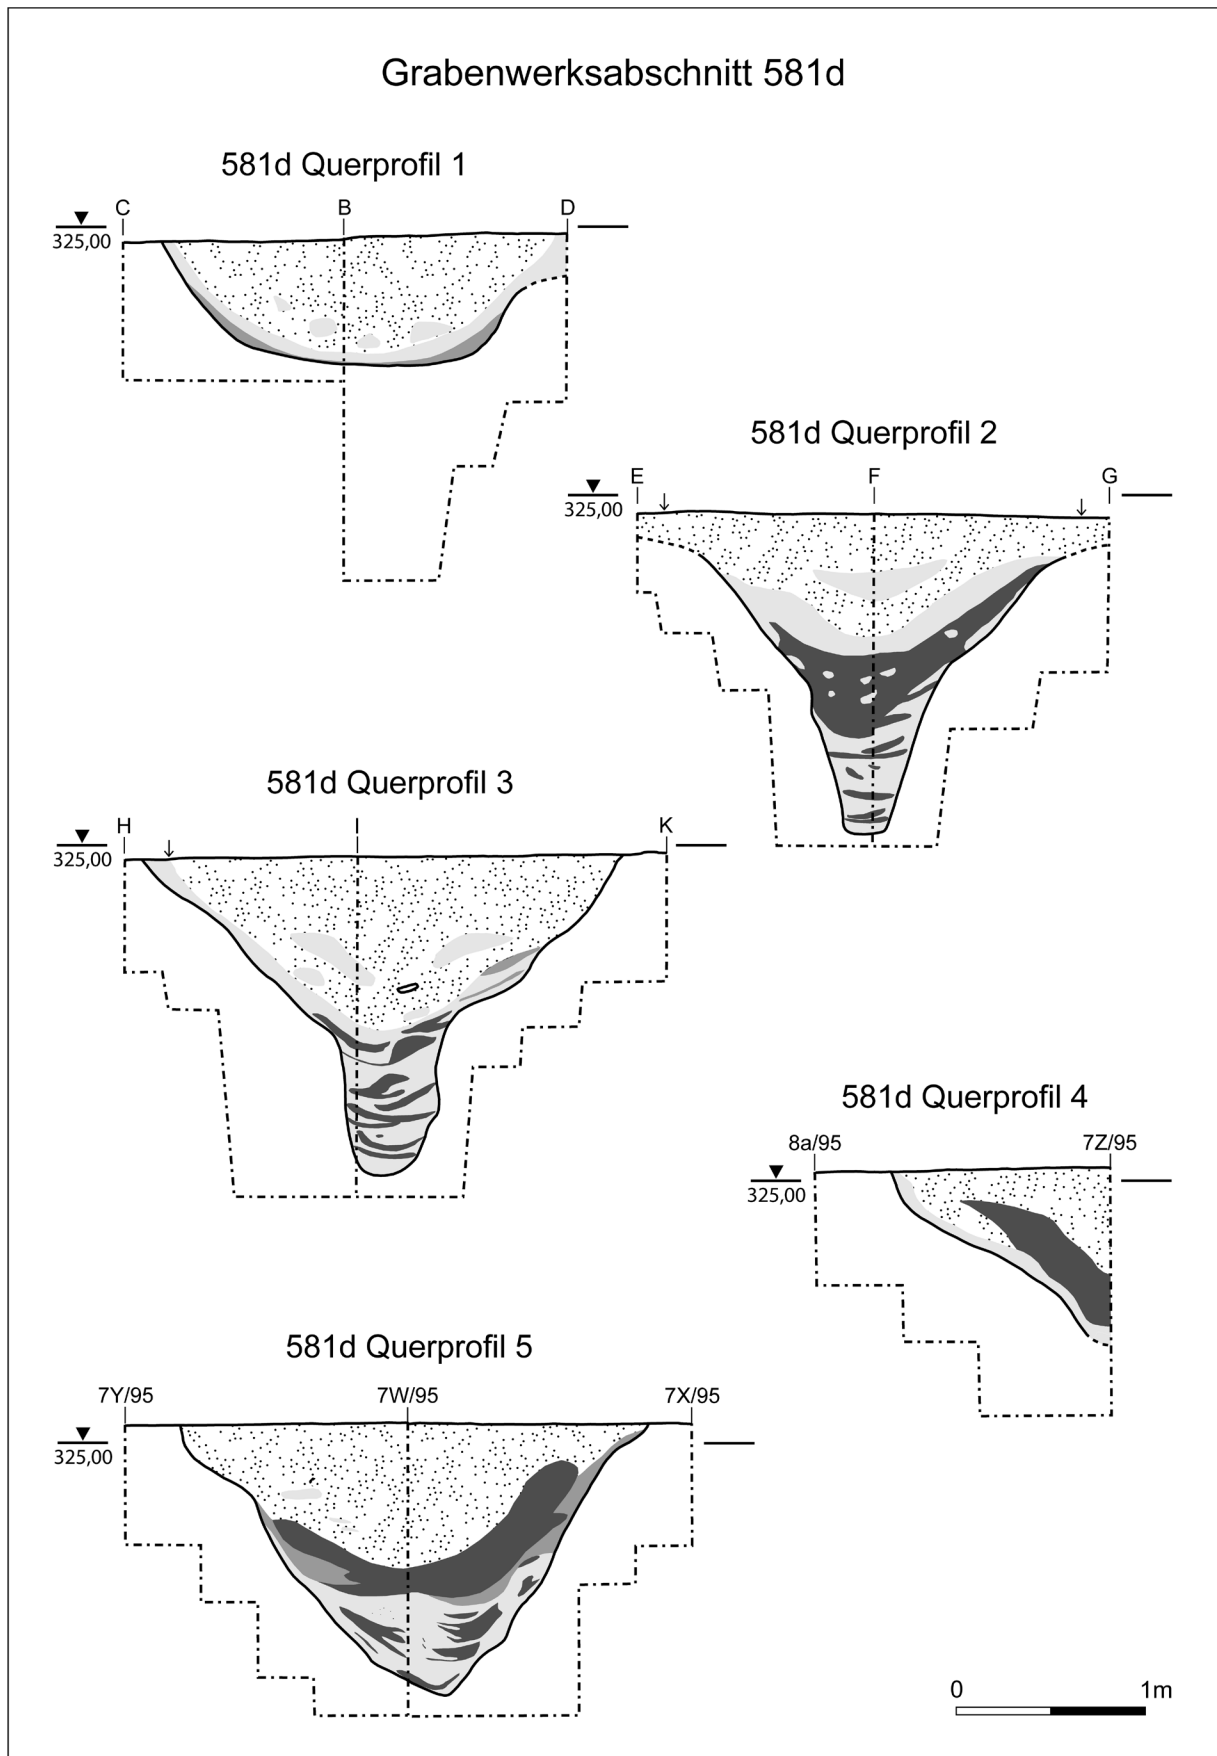 Grabenwerksabschnitt 581d
581d Querprofil 1
C B D
325,00
581d Querprofil 2
E F G
325,00
581d Querprofil 3
H I K
325,00
581d Querprofil 4
8a/95 7Z/95
325,00
581d Querprofil 5
7Y/95 7W/95 7X/95
325,00
0 1m